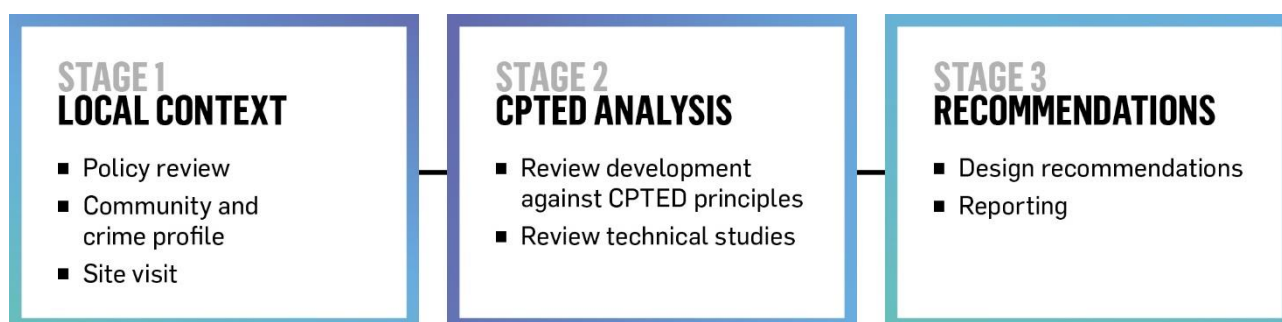 STAGE 1
LOCAL CONTEXT
■ Policy review
■ Community and
crime profile
■ Site visit
STAGE 2
CPTED ANALYSIS
■ Review development
against CPTED principles
■ Review technical studies
STAGE 3
RECOMMENDATIONS
■ Design recommendations
■ Reporting